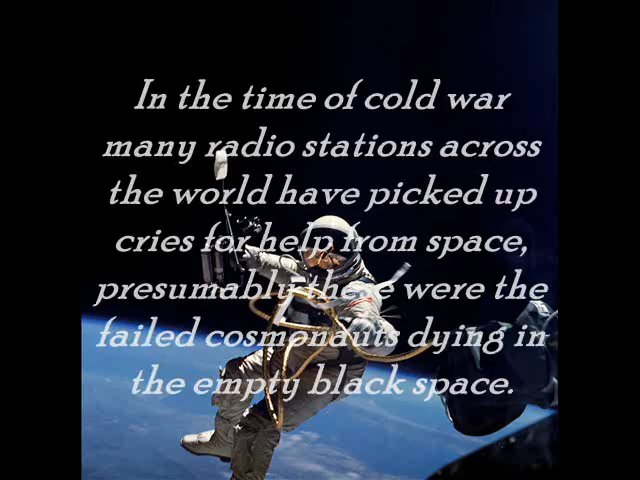 In the time of cold war
many radio stations across
the world have picked up
cries for help from space,
presumably there were the
failed cosmonauts dying in
the empty black space.